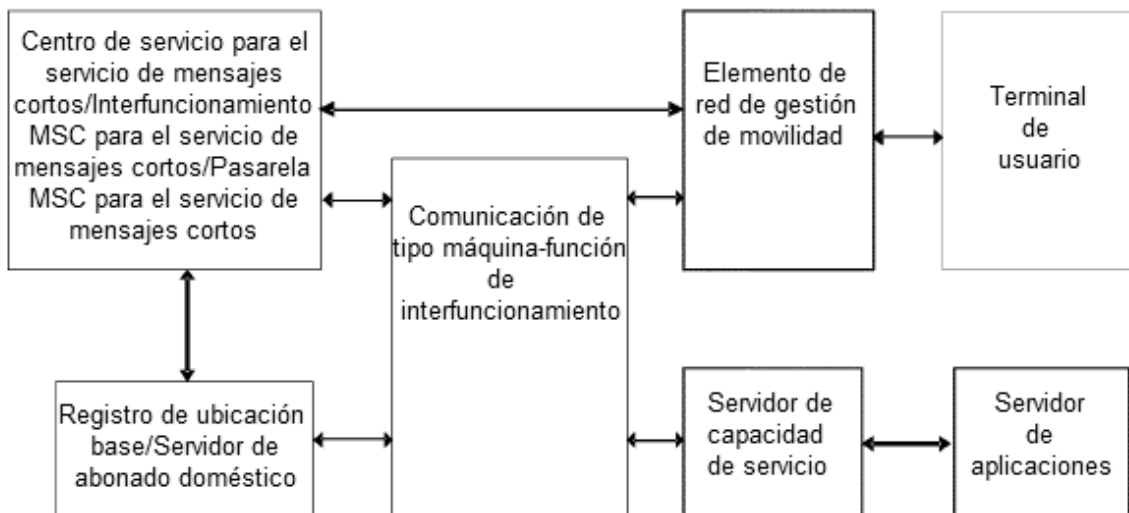 Centro de servicio para el
servicio de mensajes
cortos/Interfuncionamiento
MSC para el servicio de
mensajes cortos/Pasarela
MSC para el servicio de
mensajes cortos
Elemento de
red de gestión
de movilidad
Terminal
de
usuario
Comunicación de
tipo máquina-función
de
interfuncionamiento
Registro de ubicación
base/Servidor de
abonado doméstico
Servidor de
capacidad
de servicio
Servidor
de
aplicaciones